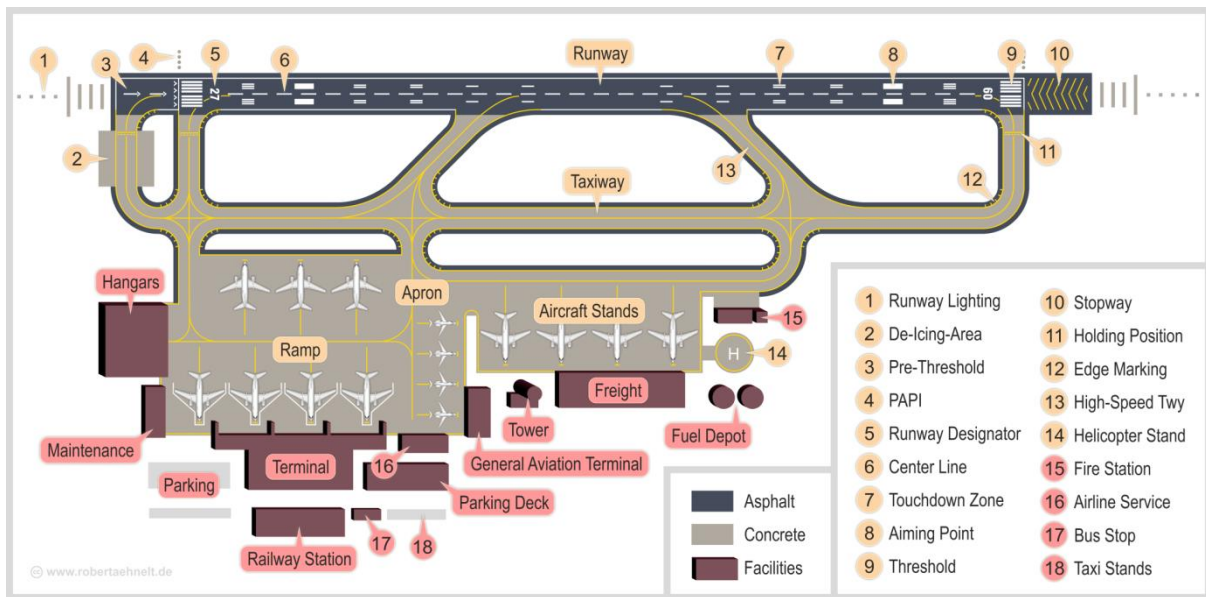 1
3
4
5
6
Runway
7
8
9
10
27
09
2
13
11
12
Taxiway
Hangars
Apron
Aircraft Stands
15
Ramp
H
14
Freight
Maintenance
Tower
Fuel Depot
Terminal
16
General Aviation Terminal
Parking
Parking Deck
Railway Station
17
18
Asphalt
Concrete
Facilities
1 Runway Lighting
2 De-Icing-Area
3 Pre-Threshold
4 PAPI
5 Runway Designator
6 Center Line
7 Touchdown Zone
8 Aiming Point
9 Threshold
10 Stopway
11 Holding Position
12 Edge Marking
13 High-Speed Twy
14 Helicopter Stand
15 Fire Station
16 Airline Service
17 Bus Stop
18 Taxi Stands
cc www.robertaehnelt.de